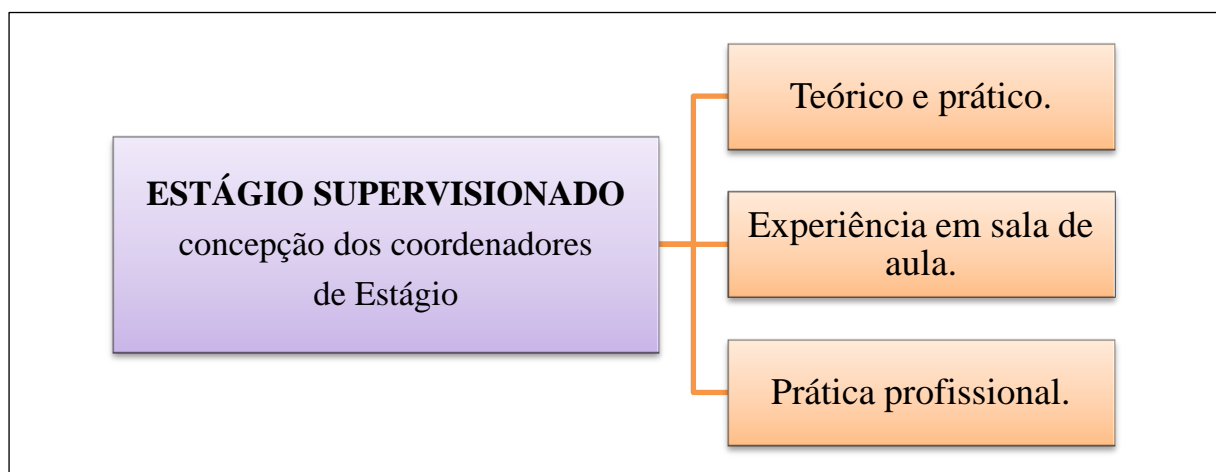 ESTÁGIO SUPERVISIONADO
concepção dos coordenadores
de Estágio
Teórico e prático.
Experiência em sala de
aula.
Prática profissional.